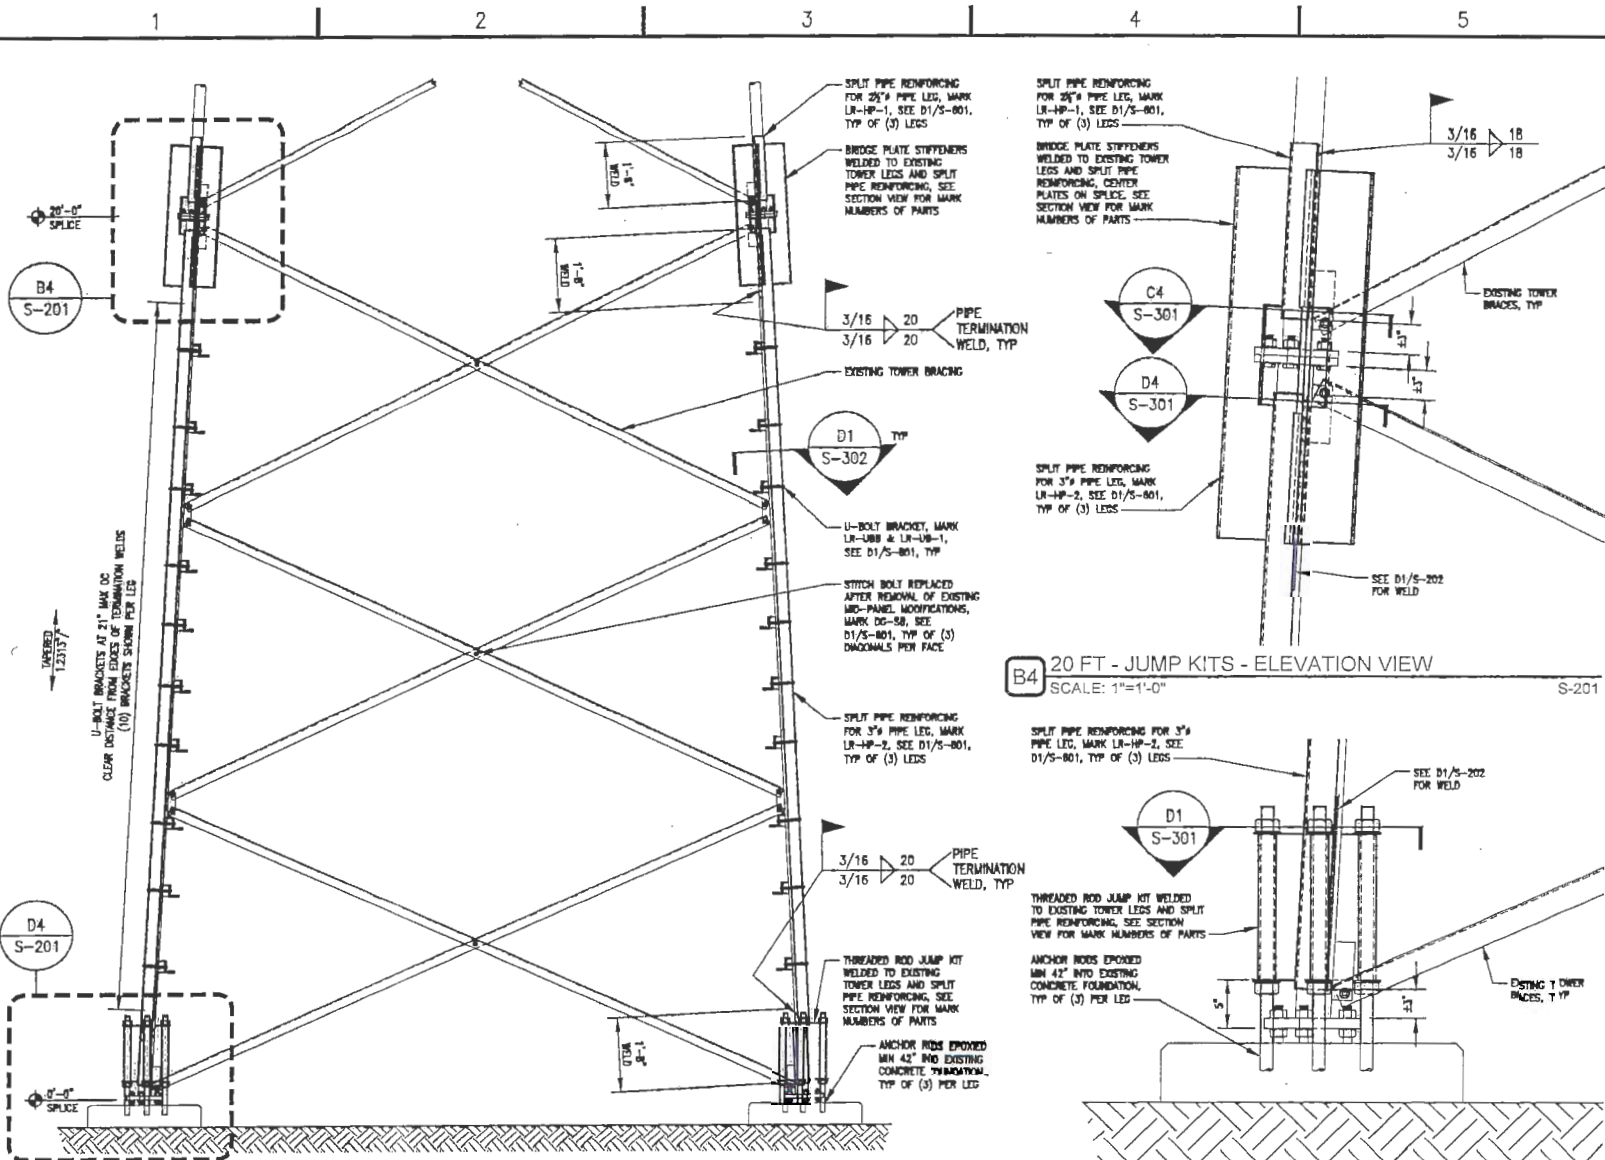 1
2
3
4
5
SPLIT PIPE REINFORCING
FOR 2½"ø PIPE LEG, MARK
LR-HP-1, SEE D1/S-801,
TYP OF (3) LEGS
BRIDGE PLATE STIFFENERS
WELDED TO EXISTING
TOWER LEGS AND SPLIT
PIPE REINFORCING, SEE
SECTION VIEW FOR MARK
NUMBERS OF PARTS
1'-8"
WELD
1'-8"
WELD
20'-0"
SPLICE
B4
S-201
3/16
20
3/16
20
PIPE
TERMINATION
WELD, TYP
EXISTING TOWER BRACING
D1
S-302
TYP
U-BOLT BRACKET, MARK
LR-UBB & LR-UB-1,
SEE D1/S-801, TYP
STITCH BOLT REPLACED
AFTER REMOVAL OF EXISTING
MID-PANEL MODIFICATIONS,
MARK DG-SB, SEE
D1/S-801, TYP OF (3)
DIAGONALS PER FACE
TAPERED
U-BOLT BRACKETS AT 21" MAX OC
CLEAR DISTANCE FROM EDGES OF TERMINATION WELDS
(10) BRACKETS SHOWN PER LEG
SPLIT PIPE REINFORCING
FOR 3"ø PIPE LEG, MARK
LR-HP-2, SEE D1/S-801,
TYP OF (3) LEGS
3/16
20
3/16
20
PIPE
TERMINATION
WELD, TYP
D4
S-201
THREADED ROD JUMP KIT
WELDED TO EXISTING
TOWER LEGS AND SPLIT
PIPE REINFORCING, SEE
SECTION VIEW FOR MARK
NUMBERS OF PARTS
1'-8"
WELD
ANCHOR RODS EPOXIED
MIN 42" INTO EXISTING
CONCRETE FOUNDATION,
TYP OF (3) PER LEG
0'-0"
SPLICE
SPLIT PIPE REINFORCING
FOR 2½"ø PIPE LEG, MARK
LR-HP-1, SEE D1/S-801,
TYP OF (3) LEGS
3/16
18
3/16
18
BRIDGE PLATE STIFFENERS
WELDED TO EXISTING TOWER
LEGS AND SPLIT PIPE
REINFORCING, CENTER
PLATES ON SPLICE, SEE
SECTION VIEW FOR MARK
NUMBERS OF PARTS
C4
S-301
D4
S-301
EXISTING TOWER
BRACES, TYP
±3"
±3"
SPLIT PIPE REINFORCING
FOR 3"ø PIPE LEG, MARK
LR-HP-2, SEE D1/S-801,
TYP OF (3) LEGS
SEE D1/S-202
FOR WELD
B4
20 FT - JUMP KITS - ELEVATION VIEW
SCALE: 1"=1'-0"
S-201
SPLIT PIPE REINFORCING FOR 3"ø
PIPE LEG, MARK LR-HP-2, SEE
D1/S-801, TYP OF (3) LEGS
SEE D1/S-202
FOR WELD
D1
S-301
THREADED ROD JUMP KIT WELDED
TO EXISTING TOWER LEGS AND SPLIT
PIPE REINFORCING, SEE SECTION
VIEW FOR MARK NUMBERS OF PARTS
ANCHOR RODS EPOXIED
MIN 42" INTO EXISTING
CONCRETE FOUNDATION,
TYP OF (3) PER LEG
5"
±3"
EXISTING TOWER
BRACES, TYP